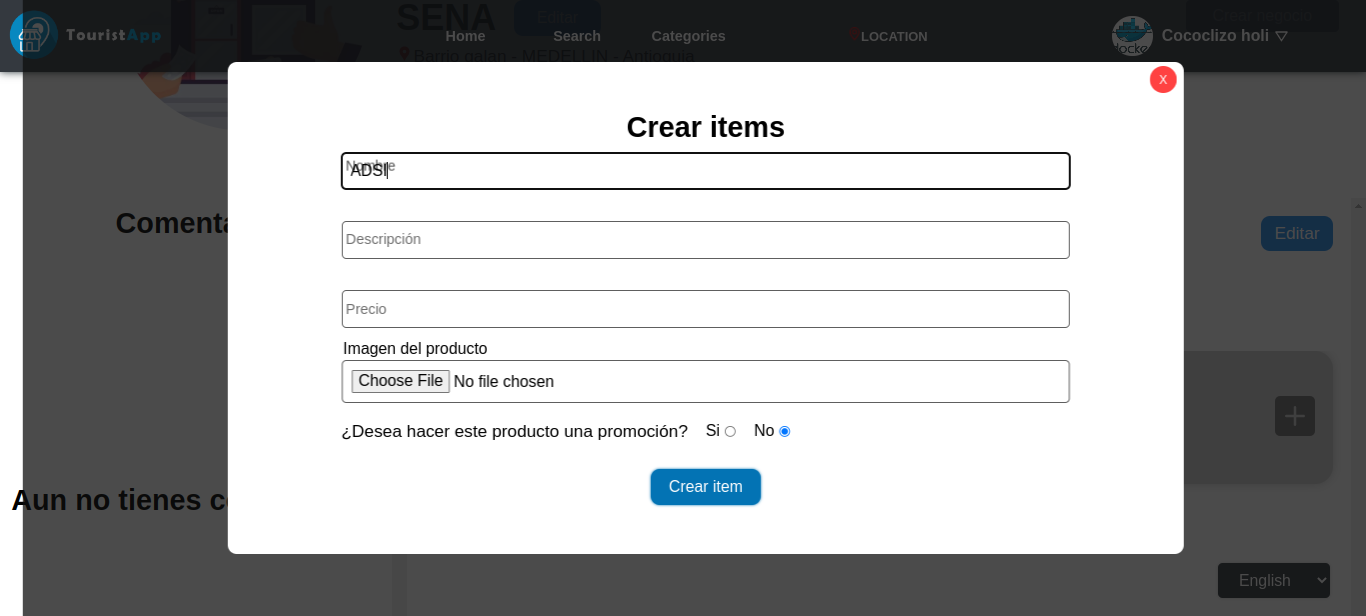 SENA
Editar
Crear negocio
TouristApp
Home
Search
Categories
LOCATION
Cococlizo holi
Barrio galan - MEDELLIN - Antioquia
X
Crear items
Nombre
ADSI
Comenta
Editar
Descripción
Precio
Imagen del producto
Choose File No file chosen
¿Desea hacer este producto una promoción? Si No
Crear item
Aun no tienes c
English